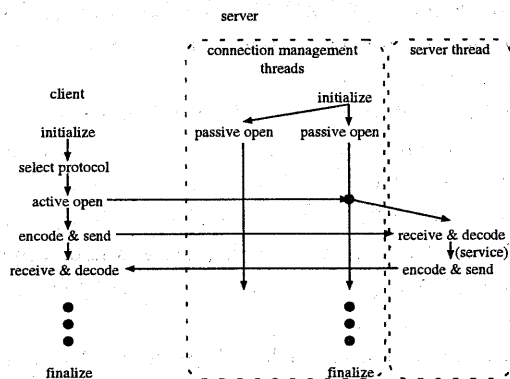 server
connection management
threads
server thread
client
initialize
initialize
passive open
passive open
select protocol
active open
encode & send
receive & decode
receive & decode
(service)
encode & send
finalize
finalize